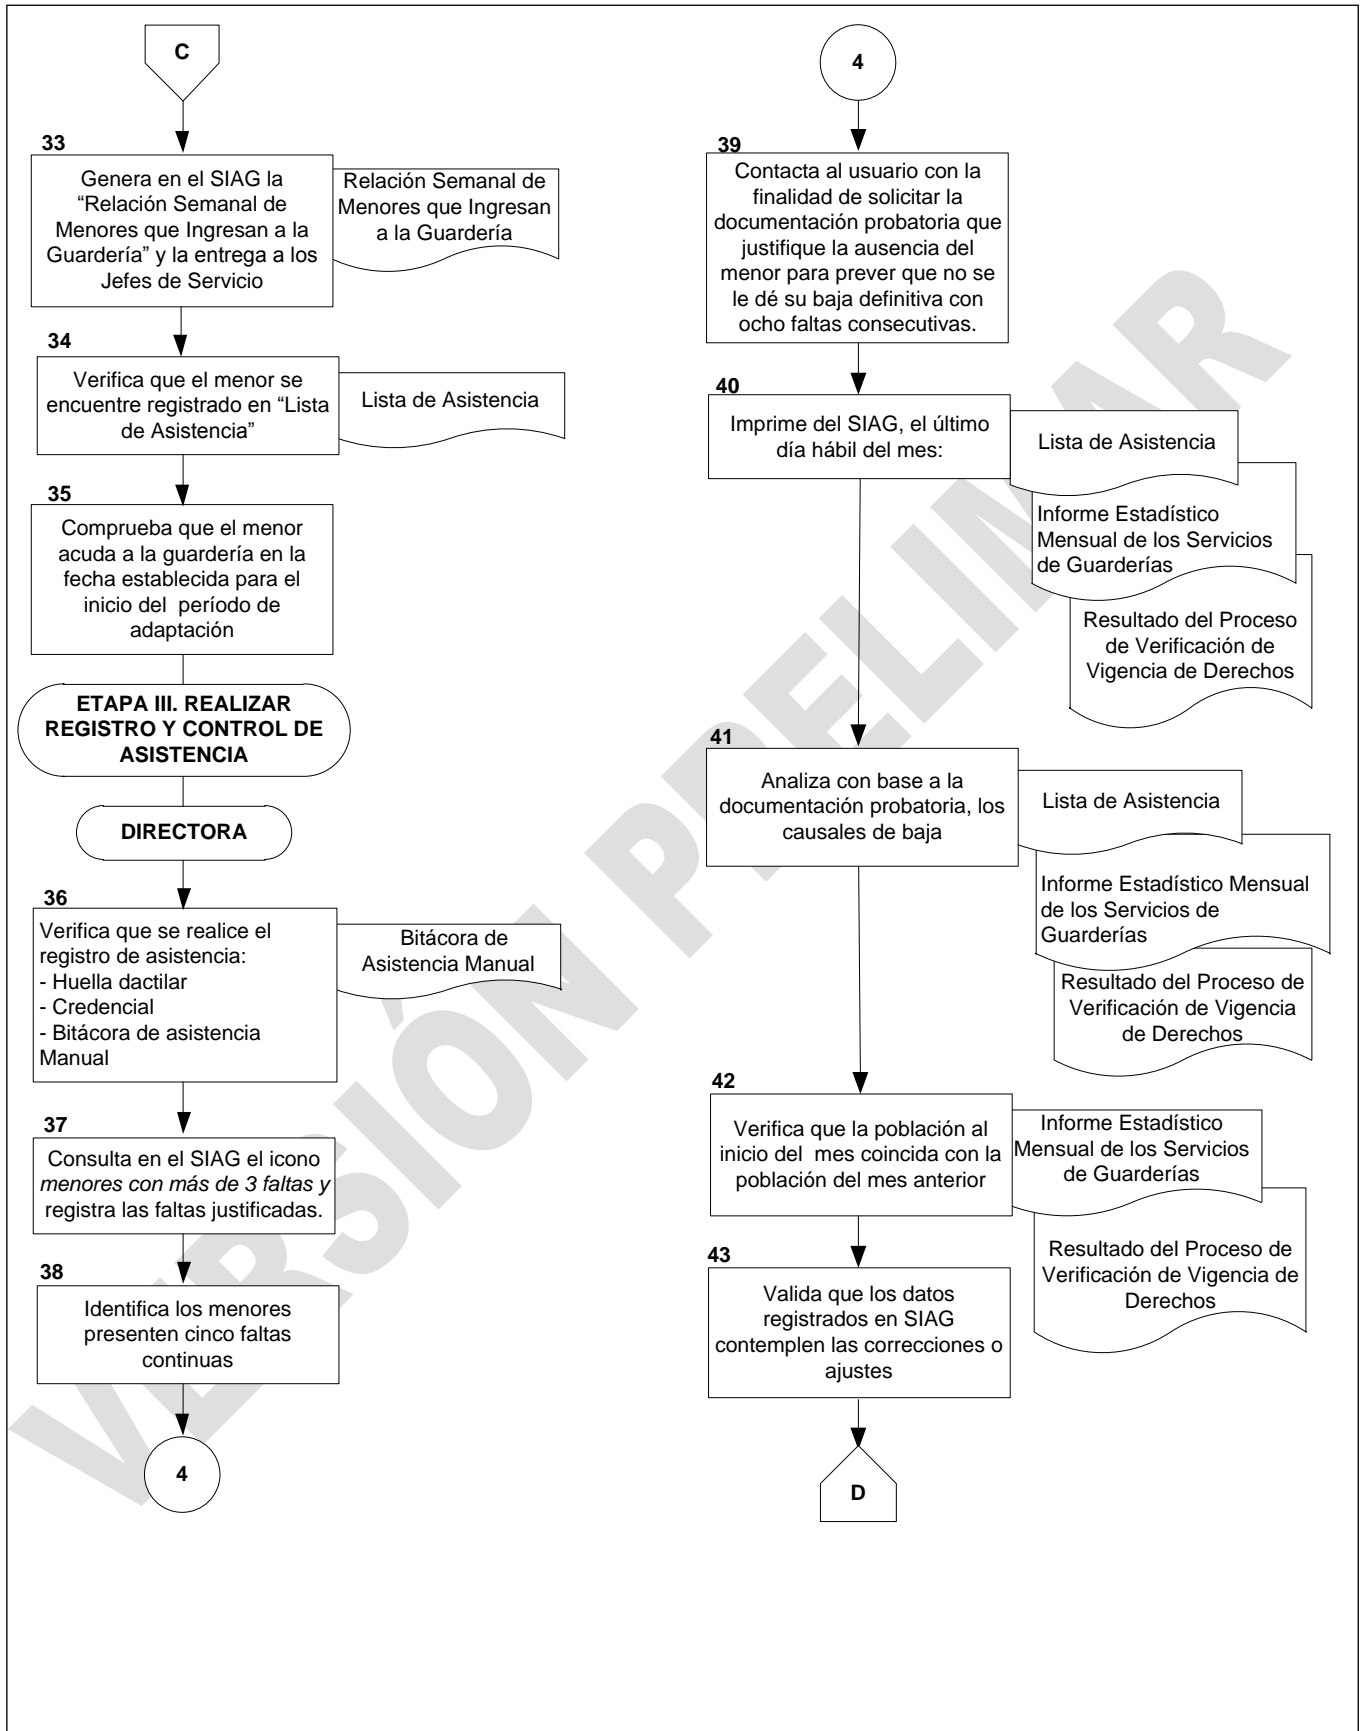 C
33
Genera en el SIAG la
“Relación Semanal de
Menores que Ingresan a la
Guardería” y la entrega a los
Jefes de Servicio
Relación Semanal de
Menores que Ingresan
a la Guardería
34
Verifica que el menor se
encuentre registrado en “Lista
de Asistencia”
Lista de Asistencia
35
Comprueba que el menor
acuda a la guardería en la
fecha establecida para el
inicio del período de
adaptación
ETAPA III. REALIZAR
REGISTRO Y CONTROL DE
ASISTENCIA
DIRECTORA
36
Verifica que se realice el
registro de asistencia:
- Huella dactilar
- Credencial
- Bitácora de asistencia
Manual
Bitácora de
Asistencia Manual
37
Consulta en el SIAG el icono
menores con más de 3 faltas y
registra las faltas justificadas.
38
Identifica los menores
presenten cinco faltas
continuas
4
4
39
Contacta al usuario con la
finalidad de solicitar la
documentación probatoria que
justifique la ausencia del
menor para prever que no se
le dé su baja definitiva con
ocho faltas consecutivas.
40
Imprime del SIAG, el último
día hábil del mes:
Lista de Asistencia
Informe Estadístico
Mensual de los Servicios
de Guarderías
Resultado del Proceso
de Verificación de
Vigencia de Derechos
41
Analiza con base a la
documentación probatoria, los
causales de baja
Lista de Asistencia
Informe Estadístico Mensual
de los Servicios de
Guarderías
Resultado del Proceso de
Verificación de Vigencia
de Derechos
42
Verifica que la población al
inicio del mes coincida con la
población del mes anterior
Informe Estadístico
Mensual de los Servicios
de Guarderías
Resultado del Proceso de
Verificación de Vigencia de
Derechos
43
Valida que los datos
registrados en SIAG
contemplen las correcciones o
ajustes
D
VERSIÓN PRELIMAR